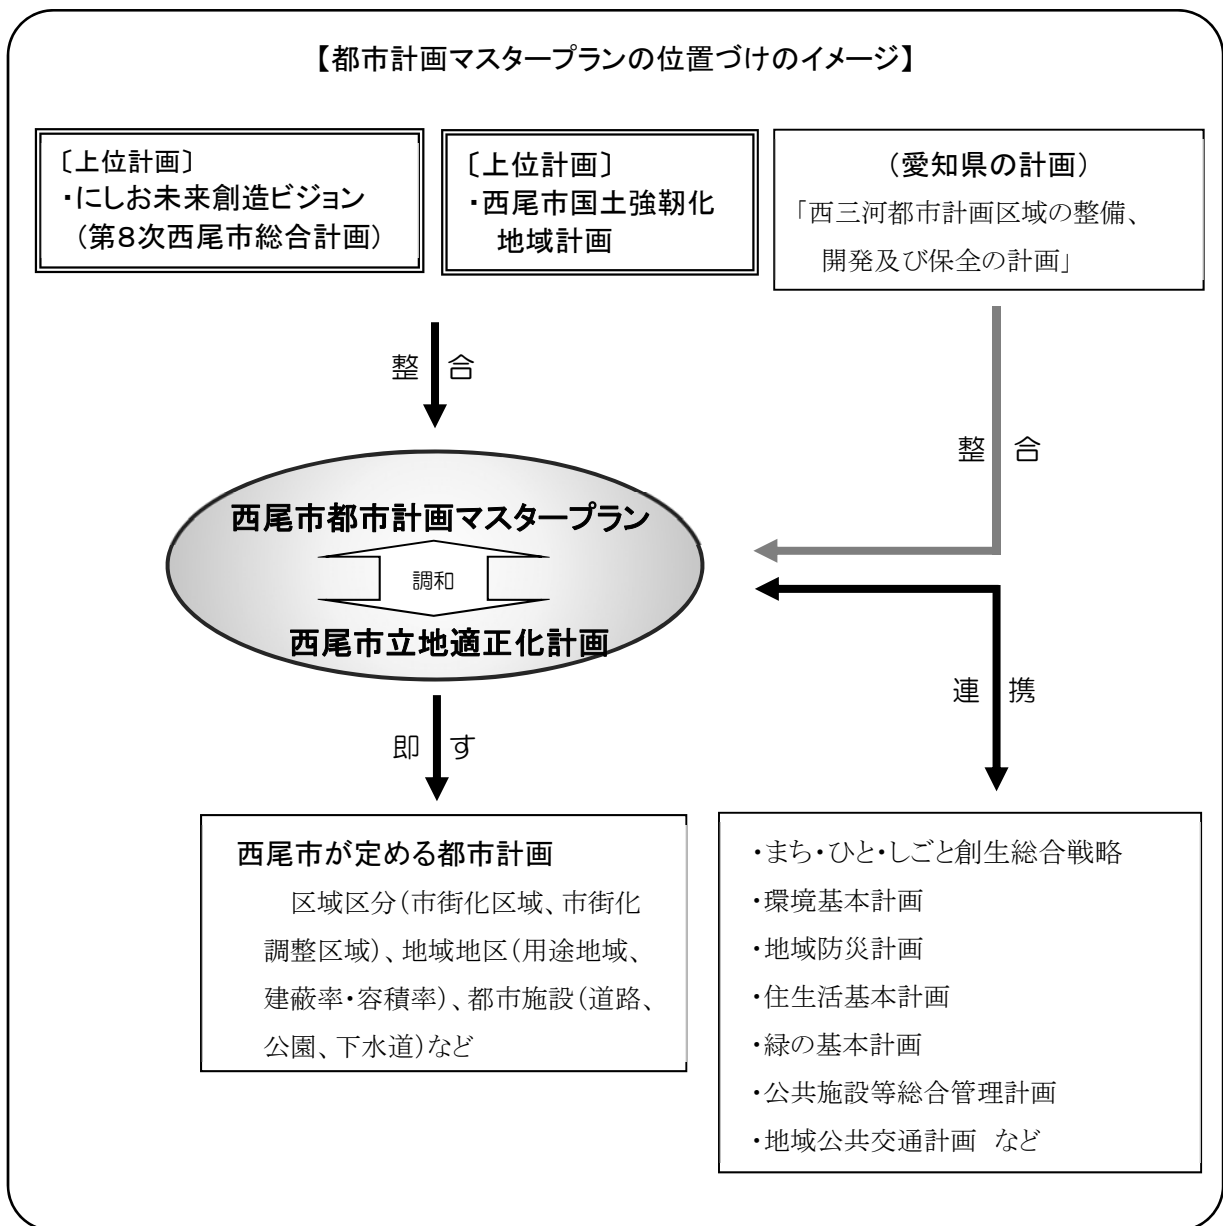 【都市計画マスタープランの位置づけのイメージ】
〔上位計画〕
・にしお未来創造ビジョン
（第８次西尾市総合計画）
〔上位計画〕
・西尾市国土強靭化
地域計画
（愛知県の計画）
「西三河都市計画区域の整備、
開発及び保全の計画」
整合
整合
西尾市都市計画マスタープラン
調和
西尾市立地適正化計画
連携
即す
西尾市が定める都市計画
区域区分（市街化区域、市街化
調整区域）、地域地区（用途地域、
建蔽率・容積率）、都市施設（道路、
公園、下水道）など
・まち・ひと・しごと創生総合戦略
・環境基本計画
・地域防災計画
・住生活基本計画
・緑の基本計画
・公共施設等総合管理計画
・地域公共交通計画　など